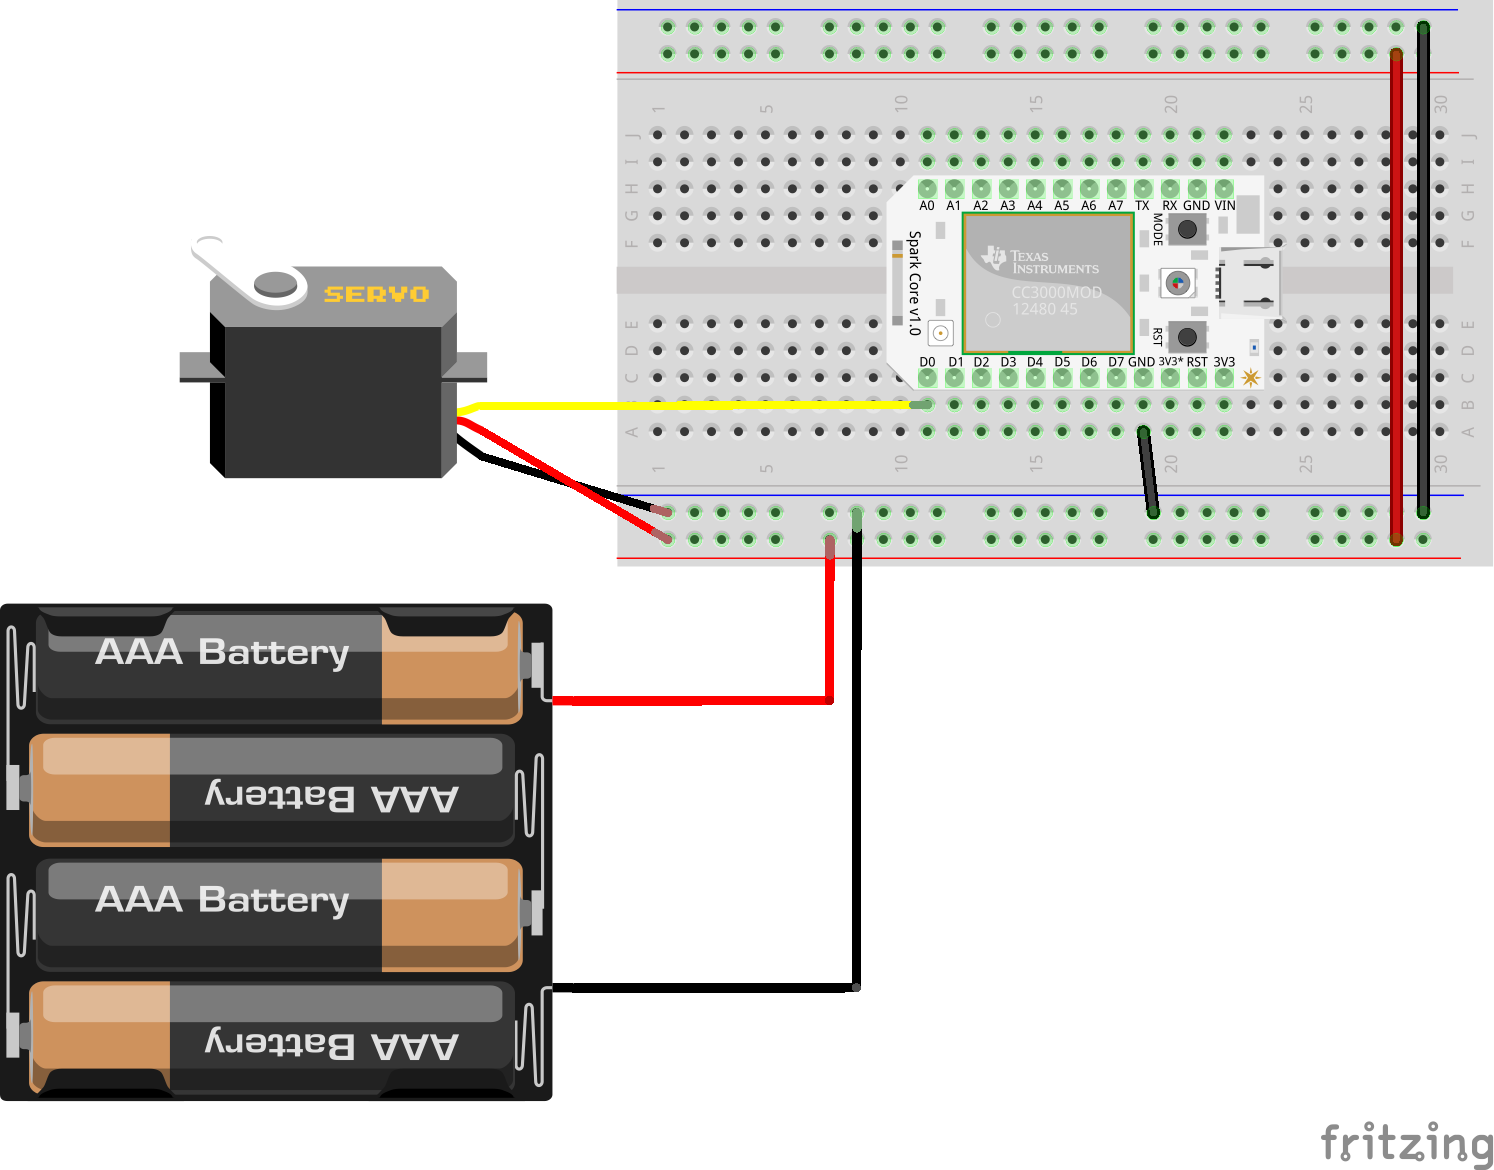 1 5 10 15 20 25 30
J J
I I
H H
G G
F F
A0 A1 A2 A3 A4 A5 A6 A7 TX RX GND VIN
MODE
Spark Core v1.0
TEXAS
INSTRUMENTS
CC3000MOD
12480 45
RST
SERVO
E E
D D
C C
D0 D1 D2 D3 D4 D5 D6 D7 GND 3V3* RST 3V3
B
A A
1 5 10 15 20 25 30
AAA Battery
AAA Battery
AAA Battery
AAA Battery
fritzing